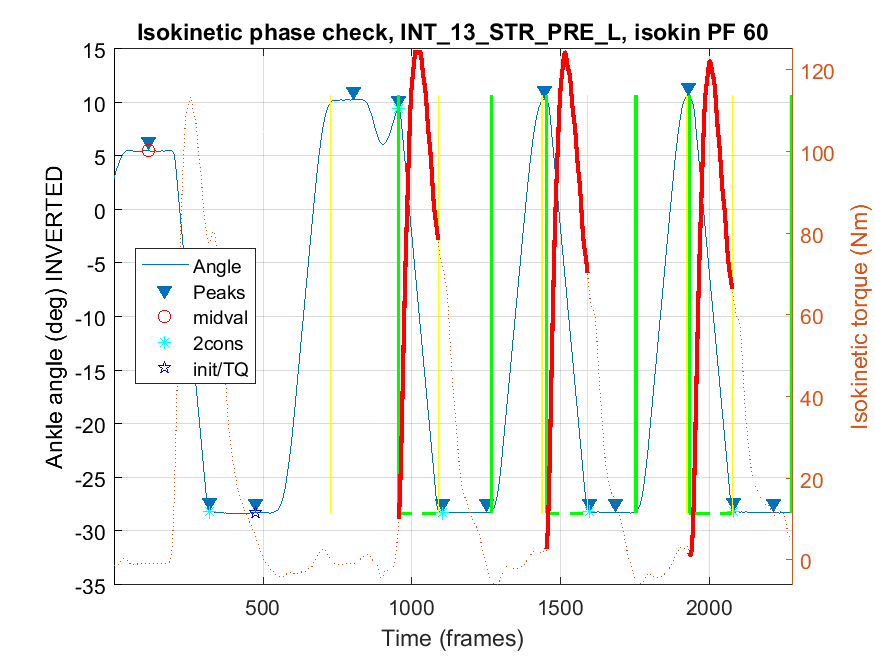 Isokinetic phase check, INT_13_STR_PRE_L, isokin PF 60
Ankle angle (deg) INVERTED
15
10
5
0
-5
-10
-15
-20
-25
-30
-35
Angle
Peaks
midval
2cons
init/TQ
120
100
80
60
40
20
0
Isokinetic torque (Nm)
500
1000
1500
2000
Time (frames)